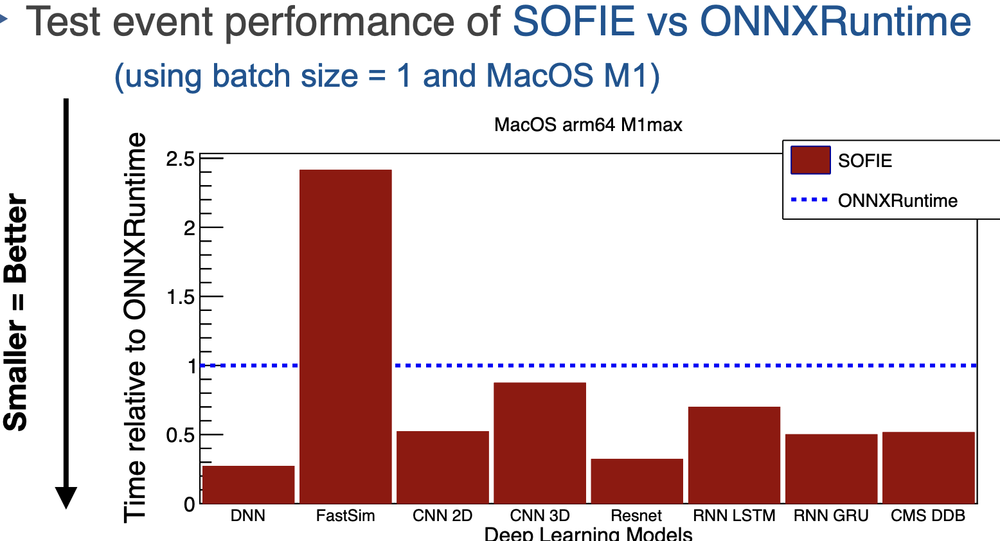 Test event performance of SOFIE vs ONNXRuntime
(using batch size = 1 and MacOS M1)
Smaller = Better
MacOS arm64 M1max
SOFIE
ONNXRuntime
Time relative to ONNXRuntime
2.5
2
1.5
1
0.5
0
DNN FastSim CNN 2D CNN 3D Resnet RNN LSTM RNN GRU CMS DDB
Deep Learning Models